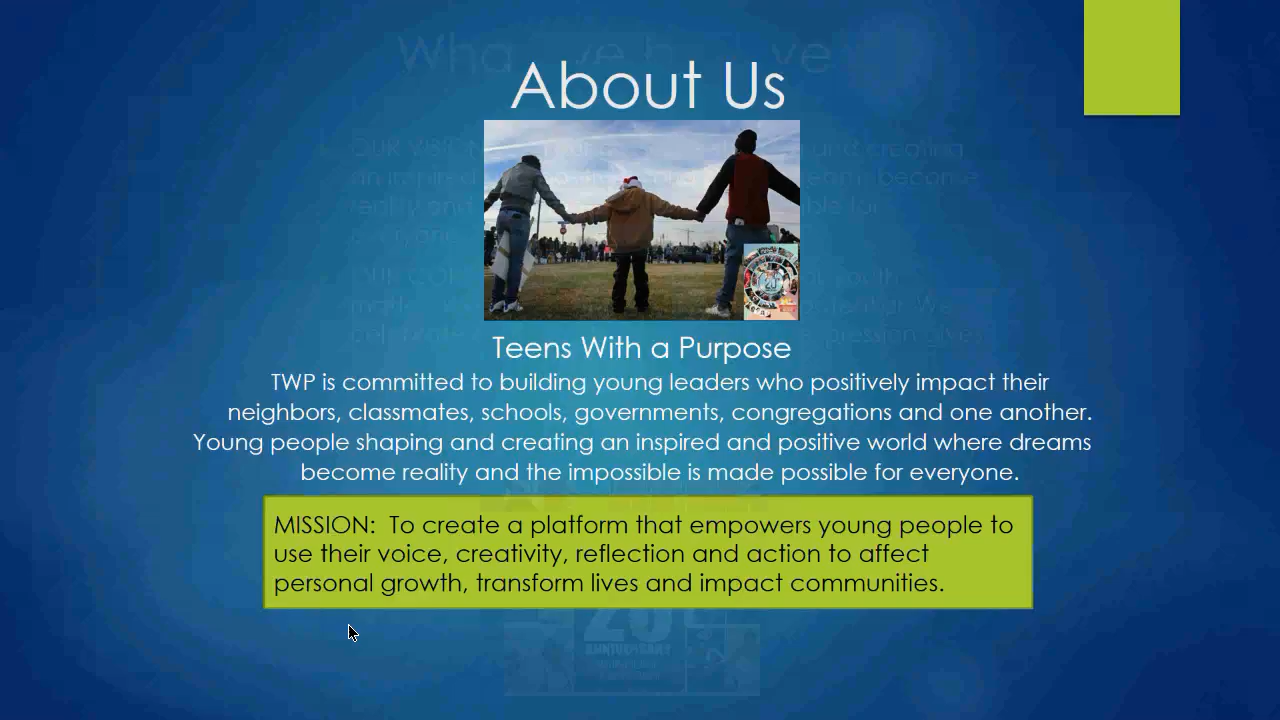 About Us
Teens With a Purpose
TWP is committed to building young leaders who positively impact their
neighbors, classmates, schools, governments, congregations and one another.
Young people shaping and creating an inspired and positive world where dreams
become reality and the impossible is made possible for everyone.
MISSION: To create a platform that empowers young people to
use their voice, creativity, reflection and action to affect
personal growth, transform lives and impact communities.
20
ANNIVERSARY